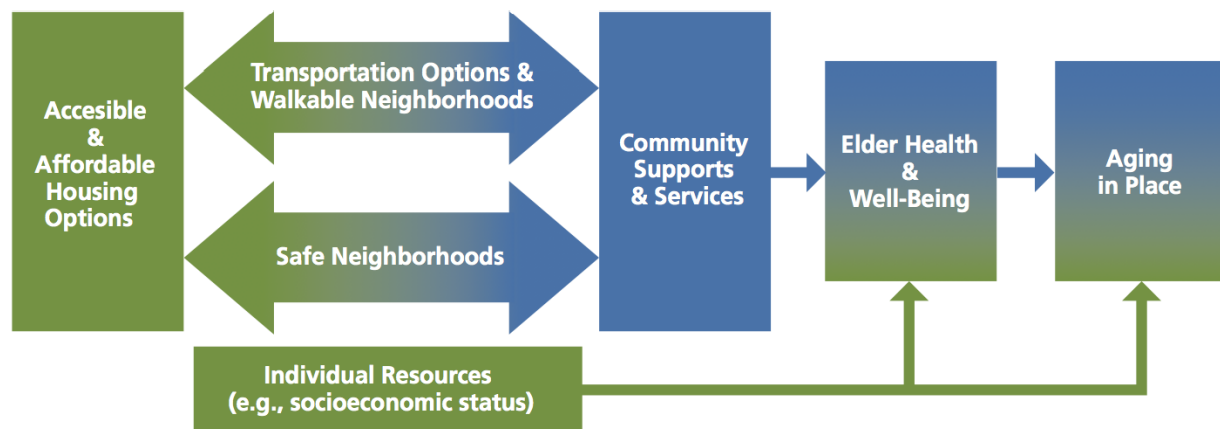 Accesible
&
Affordable
Housing
Options
Transportation Options &
Walkable Neighborhoods
Safe Neighborhoods
Community
Supports
& Services
Elder Health
&
Well-Being
Aging
in Place
Individual Resources
(e.g., socioeconomic status)